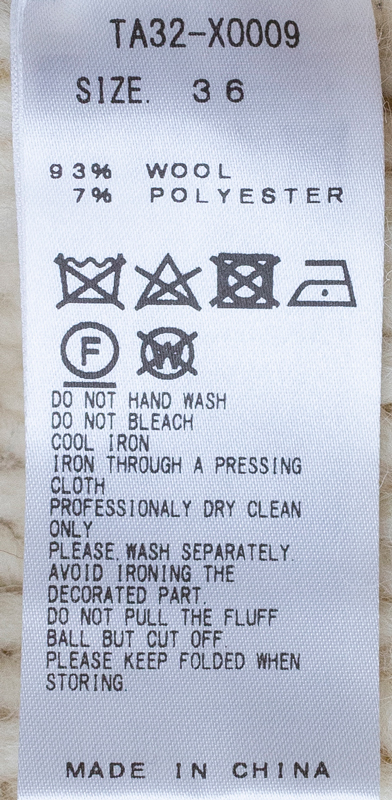 TA32-X0009
SIZE. 36
93% WOOL
7% POLYESTER
F W
DO NOT HAND WASH
DO NOT BLEACH
COOL IRON
IRON THROUGH A PRESSING
CLOTH
PROFESSIONALY DRY CLEAN
ONLY
PLEASE.WASH SEPARATELY.
AVOID IRONING THE
DECORATED PART.
DO NOT PULL THE FLUFF
BALL BUT CUT OFF
PLEASE KEEP FOLDED WHEN
STORING.
MADE IN CHINA